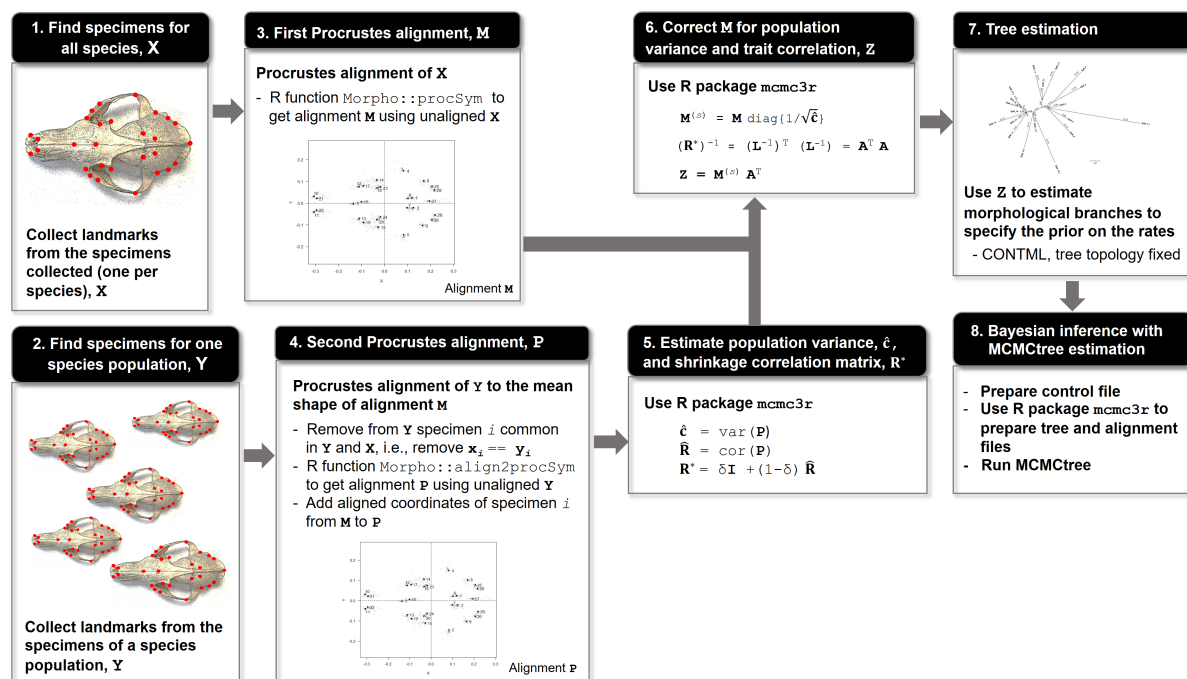 1. Find specimens for
all species, X
Collect landmarks
from the specimens
collected (one per
species), X
3. First Procrustes alignment, M
Procrustes alignment of X
- R function Morpho::procSym to
get alignment M using unaligned X
Alignment M
2. Find specimens for one
species population, Y
Collect landmarks from the
specimens of a species
population, Y
4. Second Procrustes alignment, P
Procrustes alignment of Y to the mean
shape of alignment M
- Remove from Y specimen i common
in Y and X, i.e., remove xᵢ == yᵢ
- R function Morpho::align2procSym
to get alignment P using unaligned Y
- Add aligned coordinates of specimen i
from M to P
Alignment P
5. Estimate population variance, ĉ,
and shrinkage correlation matrix, R*
Use R package mcmc3r
ĉ = var(P)
R̂ = cor(P)
R* = δI +(1-δ) R̂
6. Correct M for population
variance and trait correlation, Z
Use R package mcmc3r
M⁽ˢ⁾ = M diag{1/√ĉ}
(R*)⁻¹ = (L⁻¹)ᵀ (L⁻¹) = Aᵀ A
Z = M⁽ˢ⁾ Aᵀ
7. Tree estimation
Use Z to estimate
morphological branches to
specify the prior on the rates
- CONTML, tree topology fixed
8. Bayesian inference with
MCMCtree estimation
- Prepare control file
- Use R package mcmc3r to
prepare tree and alignment
files
- Run MCMCtree